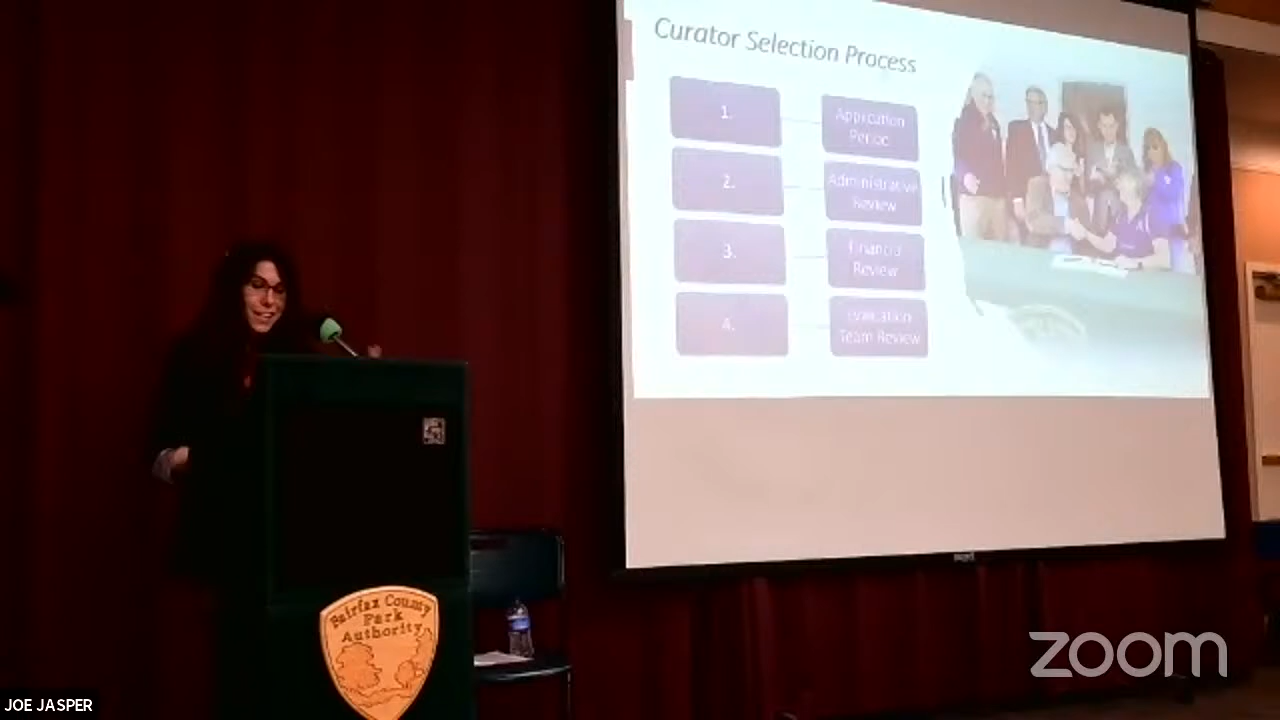 Curator Selection Process
1.
Application
Period
2.
Administrative
Review
3.
Financial
Review
4.
Evaluation
Team Review
Fairfax County
Park
Authority
zoom
JOE JASPER